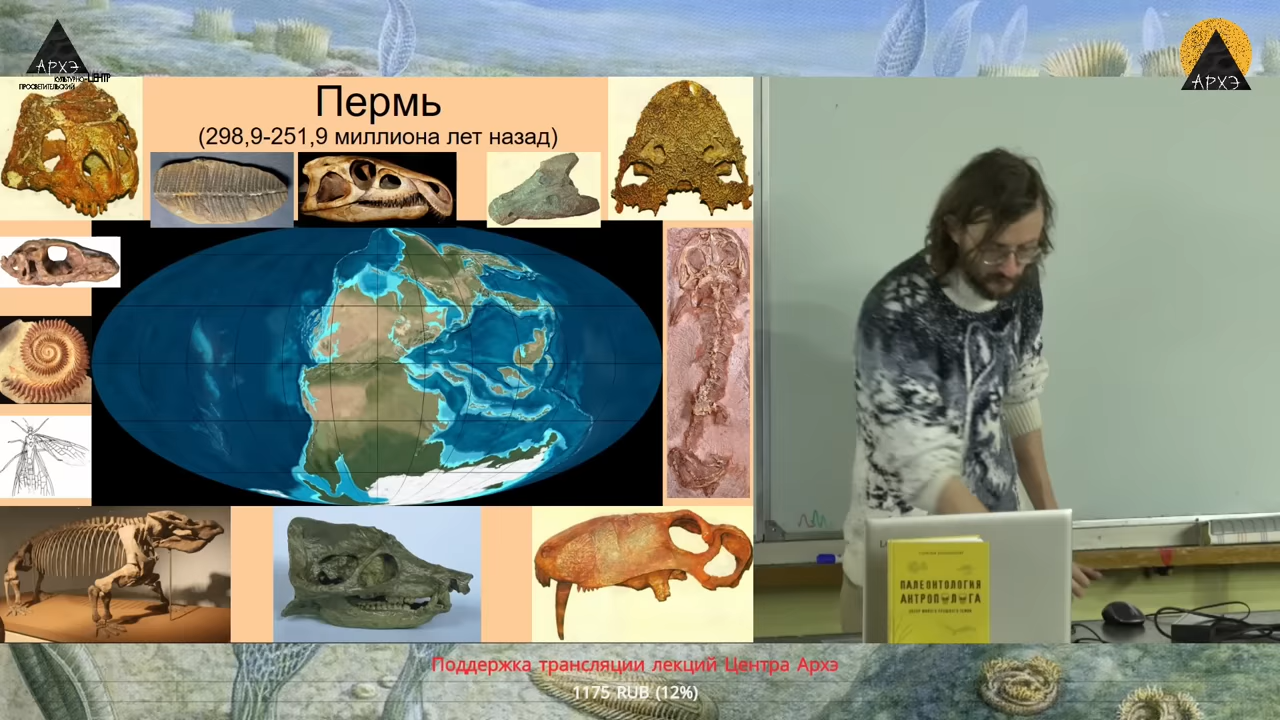 АРХЭ
КУЛЬТУРНО-ЦЕНТР
ПРОСВЕТИТЕЛЬСКИЙ
АРХЭ
Пермь
(298,9-251,9 миллиона лет назад)
ПАЛЕОНТОЛОГИЯ
АНТРОПОЛОГА
Поддержка трансляции лекций Центра Архэ
1175 RUB (12%)